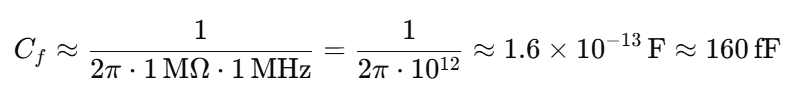 C_f ≈ 1 / (2π · 1 MΩ · 1 MHz) = 1 / (2π · 10^12) ≈ 1.6 × 10^−13 F ≈ 160 fF